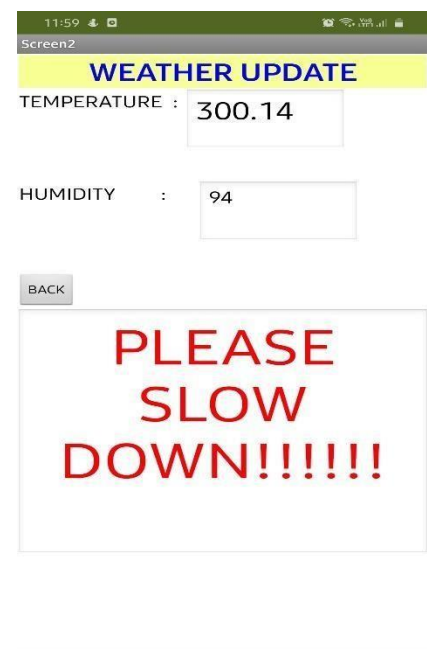 11:59
Screen2
WEATHER UPDATE
TEMPERATURE : 300.14
HUMIDITY : 94
BACK
PLEASE
SLOW
DOWN!!!!!!